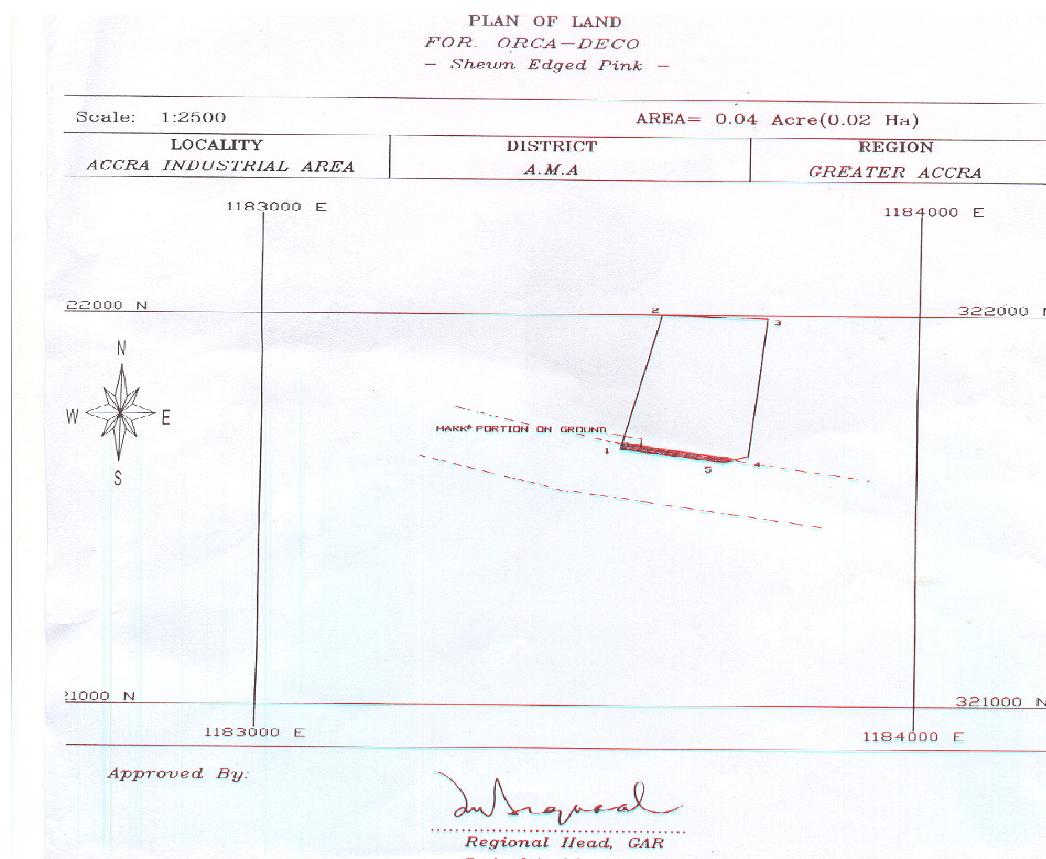 PLAN OF LAND
FOR. ORCA-DECO
- Shewn Edged Pink -
Scale: 1:2500 AREA= 0.04 Acre(0.02 Ha)
LOCALITY DISTRICT REGION
ACCRA INDUSTRIAL AREA A.M.A GREATER ACCRA
1183000 E 1184000 E
22000 N 322000 N
2 3
N
W E
S
MARKD PORTION ON GROUND
1 5 4
21000 N 321000 N
1183000 E 1184000 E
Approved By:
Regional Head, GAR